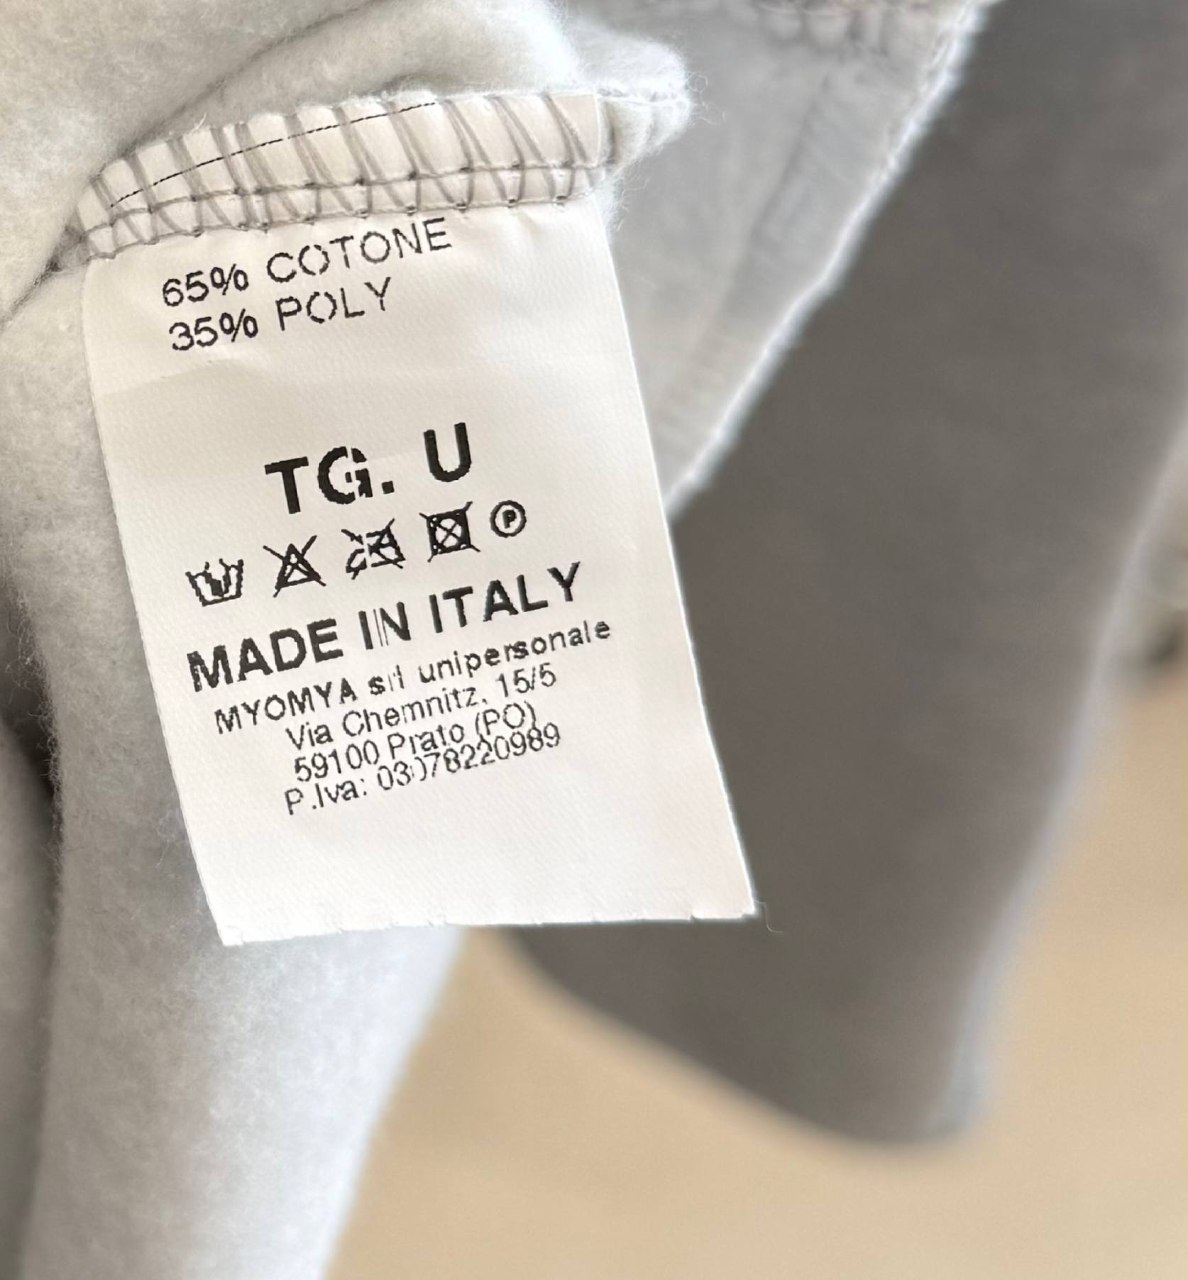 65% COTONE
35% POLY
TG. U
P
MADE IN ITALY
MYOMYA srl unipersonale
Via Chemnitz, 15/5
59100 Prato (PO)
P.Iva: 03078220989